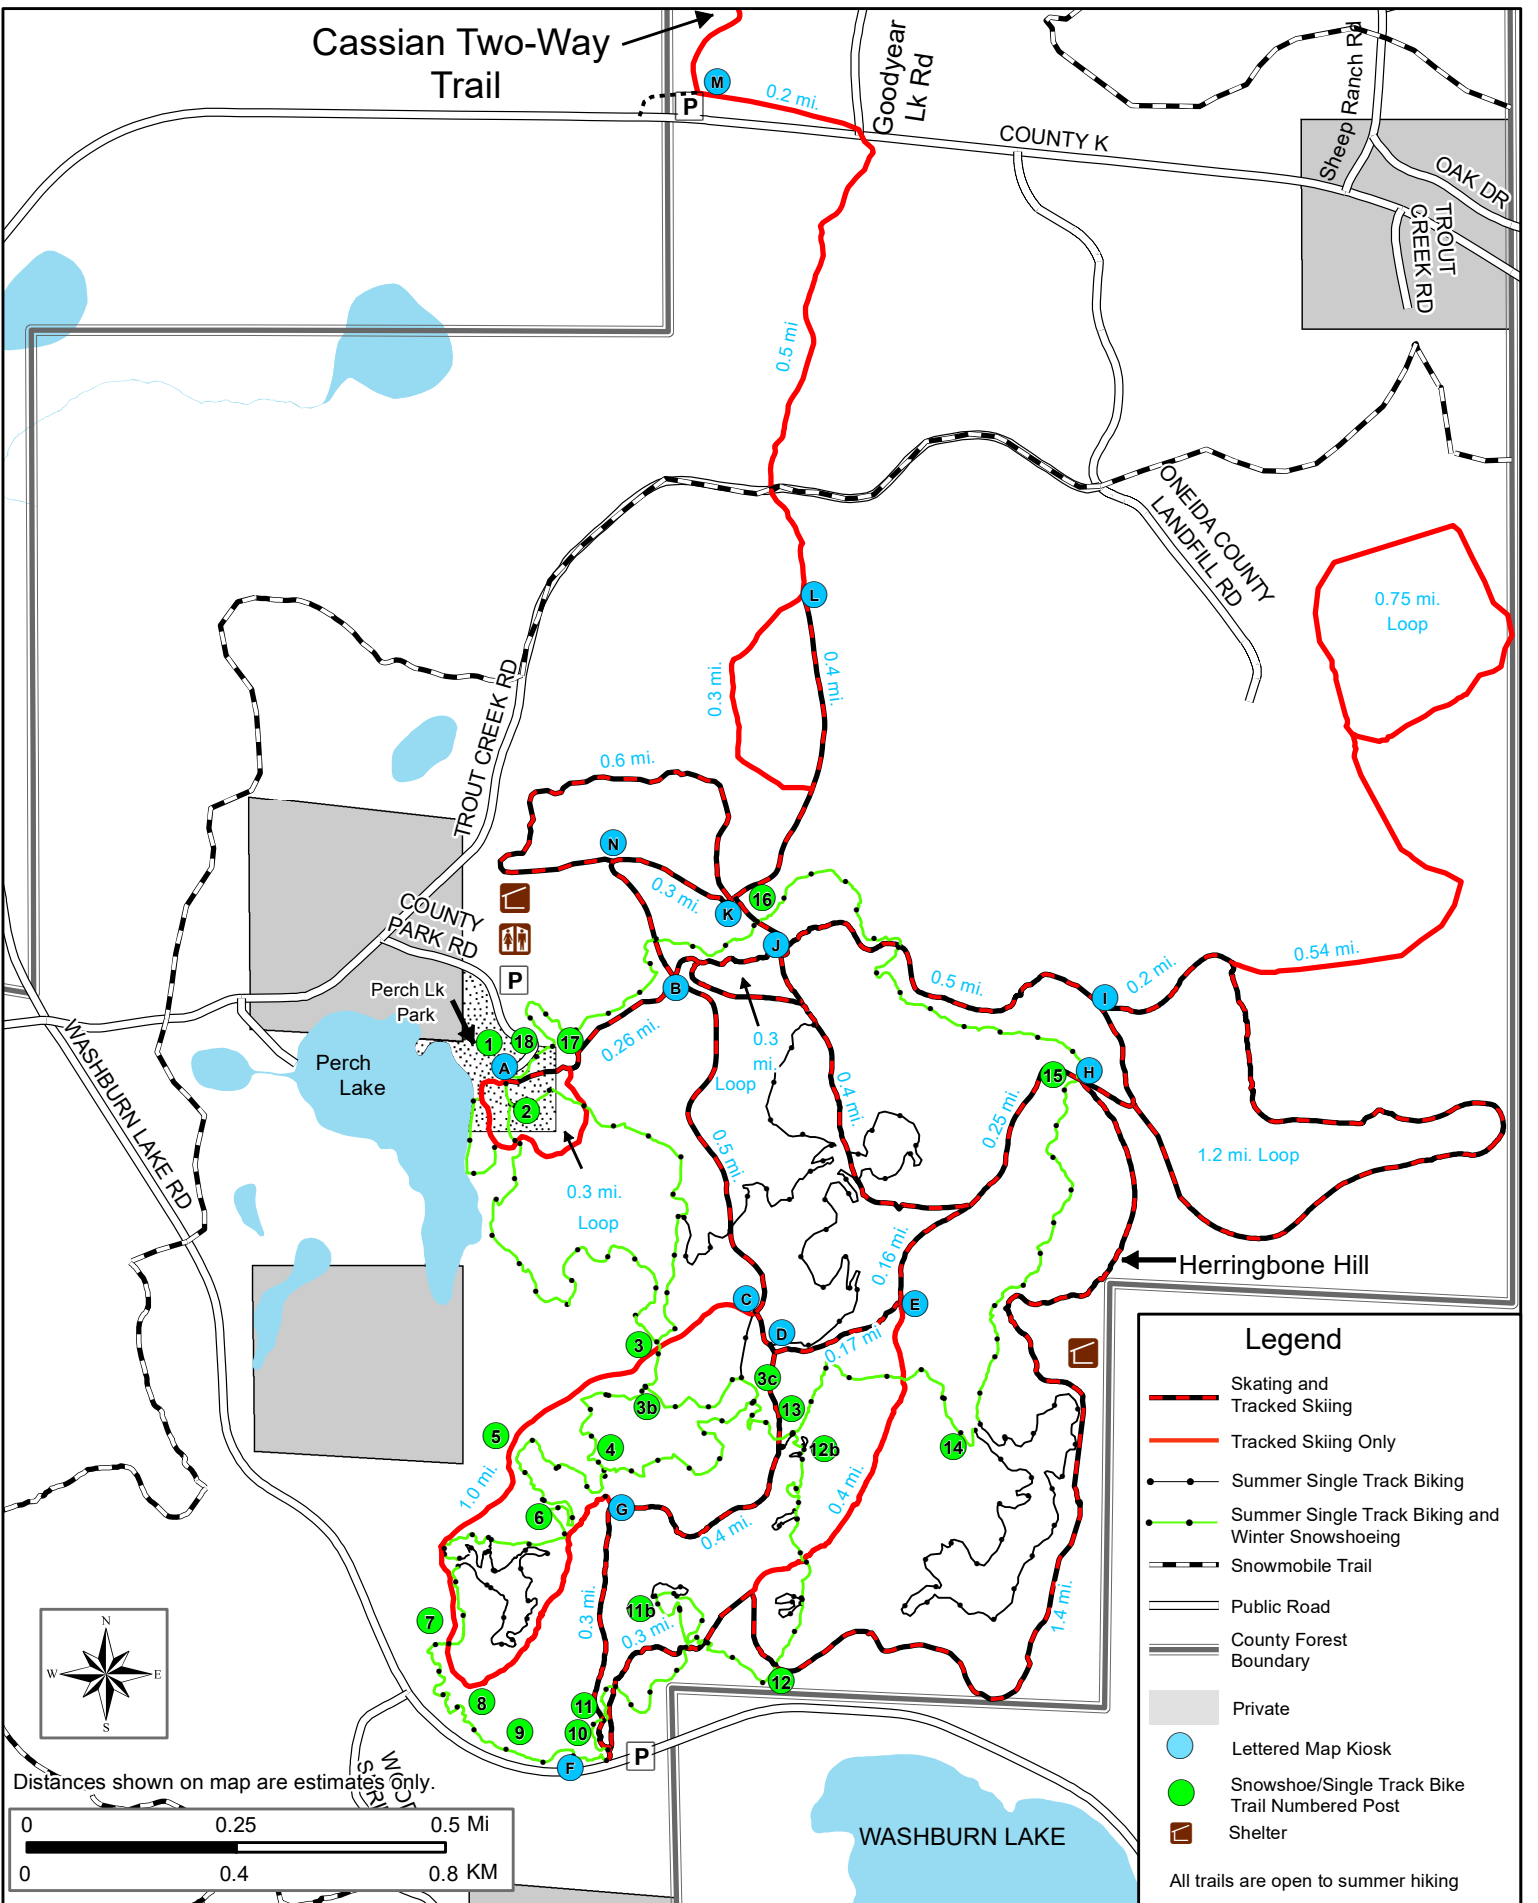 Cassian Two-Way
Trail
M
P
0.2 mi.
Goodyear
Lk Rd
COUNTY K
Sheep Ranch Rd
OAK DR
TROUT
CREEK RD
0.5 mi
ONEIDA COUNTY
LANDFILL RD
L
0.75 mi.
Loop
0.3 mi.
0.4 mi.
TROUT CREEK RD
0.6 mi.
N
0.3 mi.
K
16
J
COUNTY
PARK RD
P
B
0.5 mi.
I
0.2 mi.
0.54 mi.
Perch Lk
Park
1
18
17
A
2
0.26 mi.
0.3
mi.
Loop
Perch
Lake
WASHBURN LAKE RD
0.4 mi.
15
H
0.25 mi.
0.5 mi.
1.2 mi. Loop
0.3 mi.
Loop
0.16 mi.
Herringbone Hill
C
D
E
3
0.17 mi
3c
3b
13
5
4
12b
14
1.0 mi.
0.4 mi.
G
6
0.4 mi.
0.3 mi.
11b
0.3 mi.
7
1.4 mi.
12
8
11
9
10
F
P
N
W
E
S
WASHBURN LAKE
Distances shown on map are estimates only.
0
0.25
0.5 Mi
0
0.4
0.8 KM
Legend
Skating and
Tracked Skiing
Tracked Skiing Only
Summer Single Track Biking
Summer Single Track Biking and
Winter Snowshoeing
Snowmobile Trail
Public Road
County Forest
Boundary
Private
Lettered Map Kiosk
Snowshoe/Single Track Bike
Trail Numbered Post
Shelter
All trails are open to summer hiking